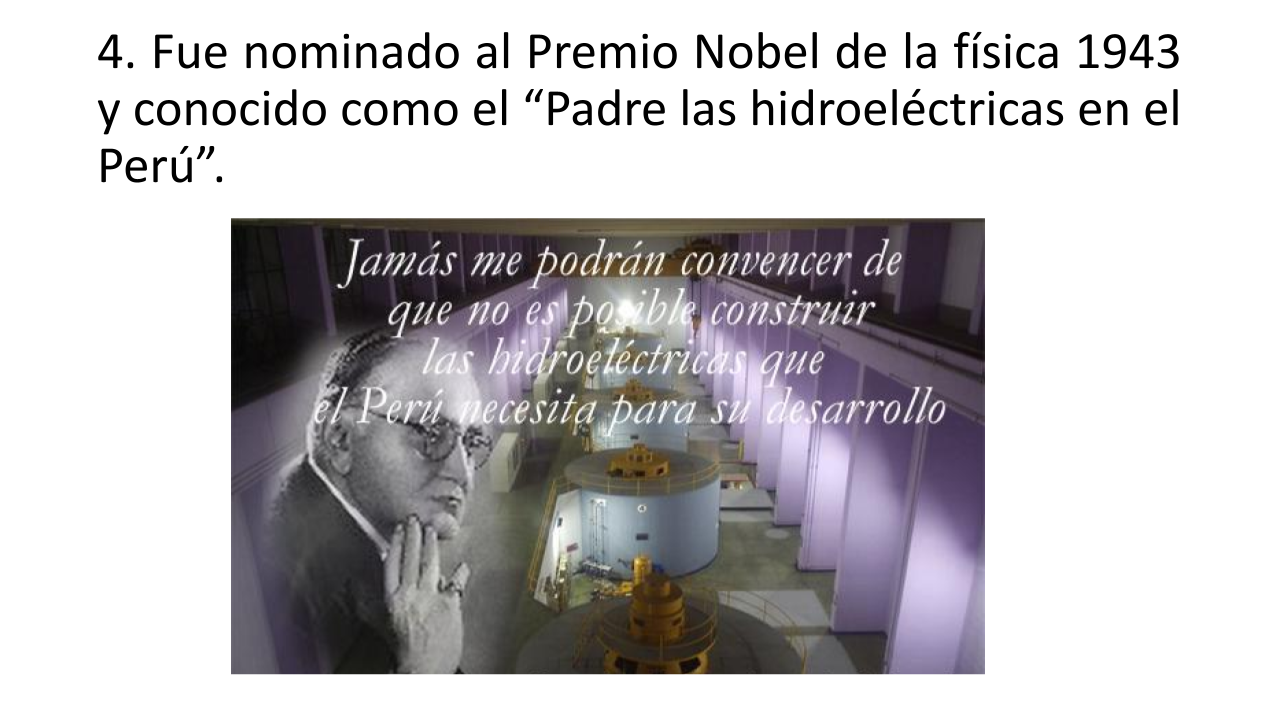 4. Fue nominado al Premio Nobel de la física 1943
y conocido como el “Padre las hidroeléctricas en el
Perú”.
Jamás me podrán convencer de
que no es posible construir
las hidroeléctricas que
el Perú necesita para su desarrollo